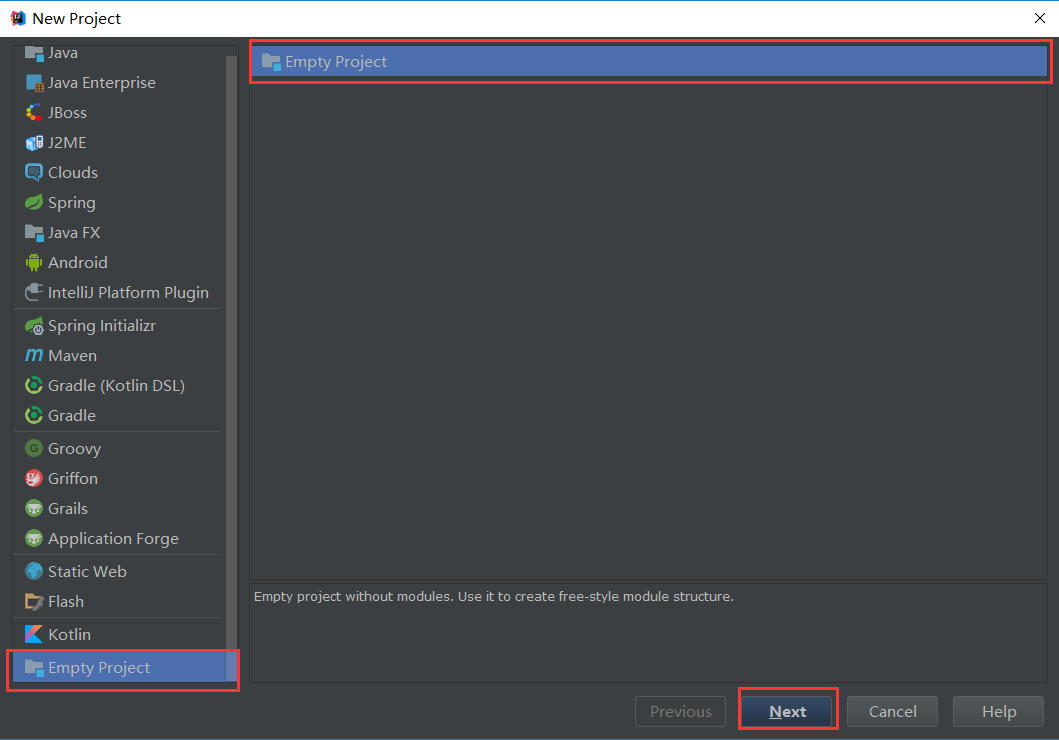 New Project
Java
Java Enterprise
JBoss
J2ME
Clouds
Spring
Java FX
Android
IntelliJ Platform Plugin
Spring Initializr
Maven
Gradle (Kotlin DSL)
Gradle
Groovy
Griffon
Grails
Application Forge
Static Web
Flash
Kotlin
Empty Project
Empty Project
Empty project without modules. Use it to create free-style module structure.
Previous
Next
Cancel
Help